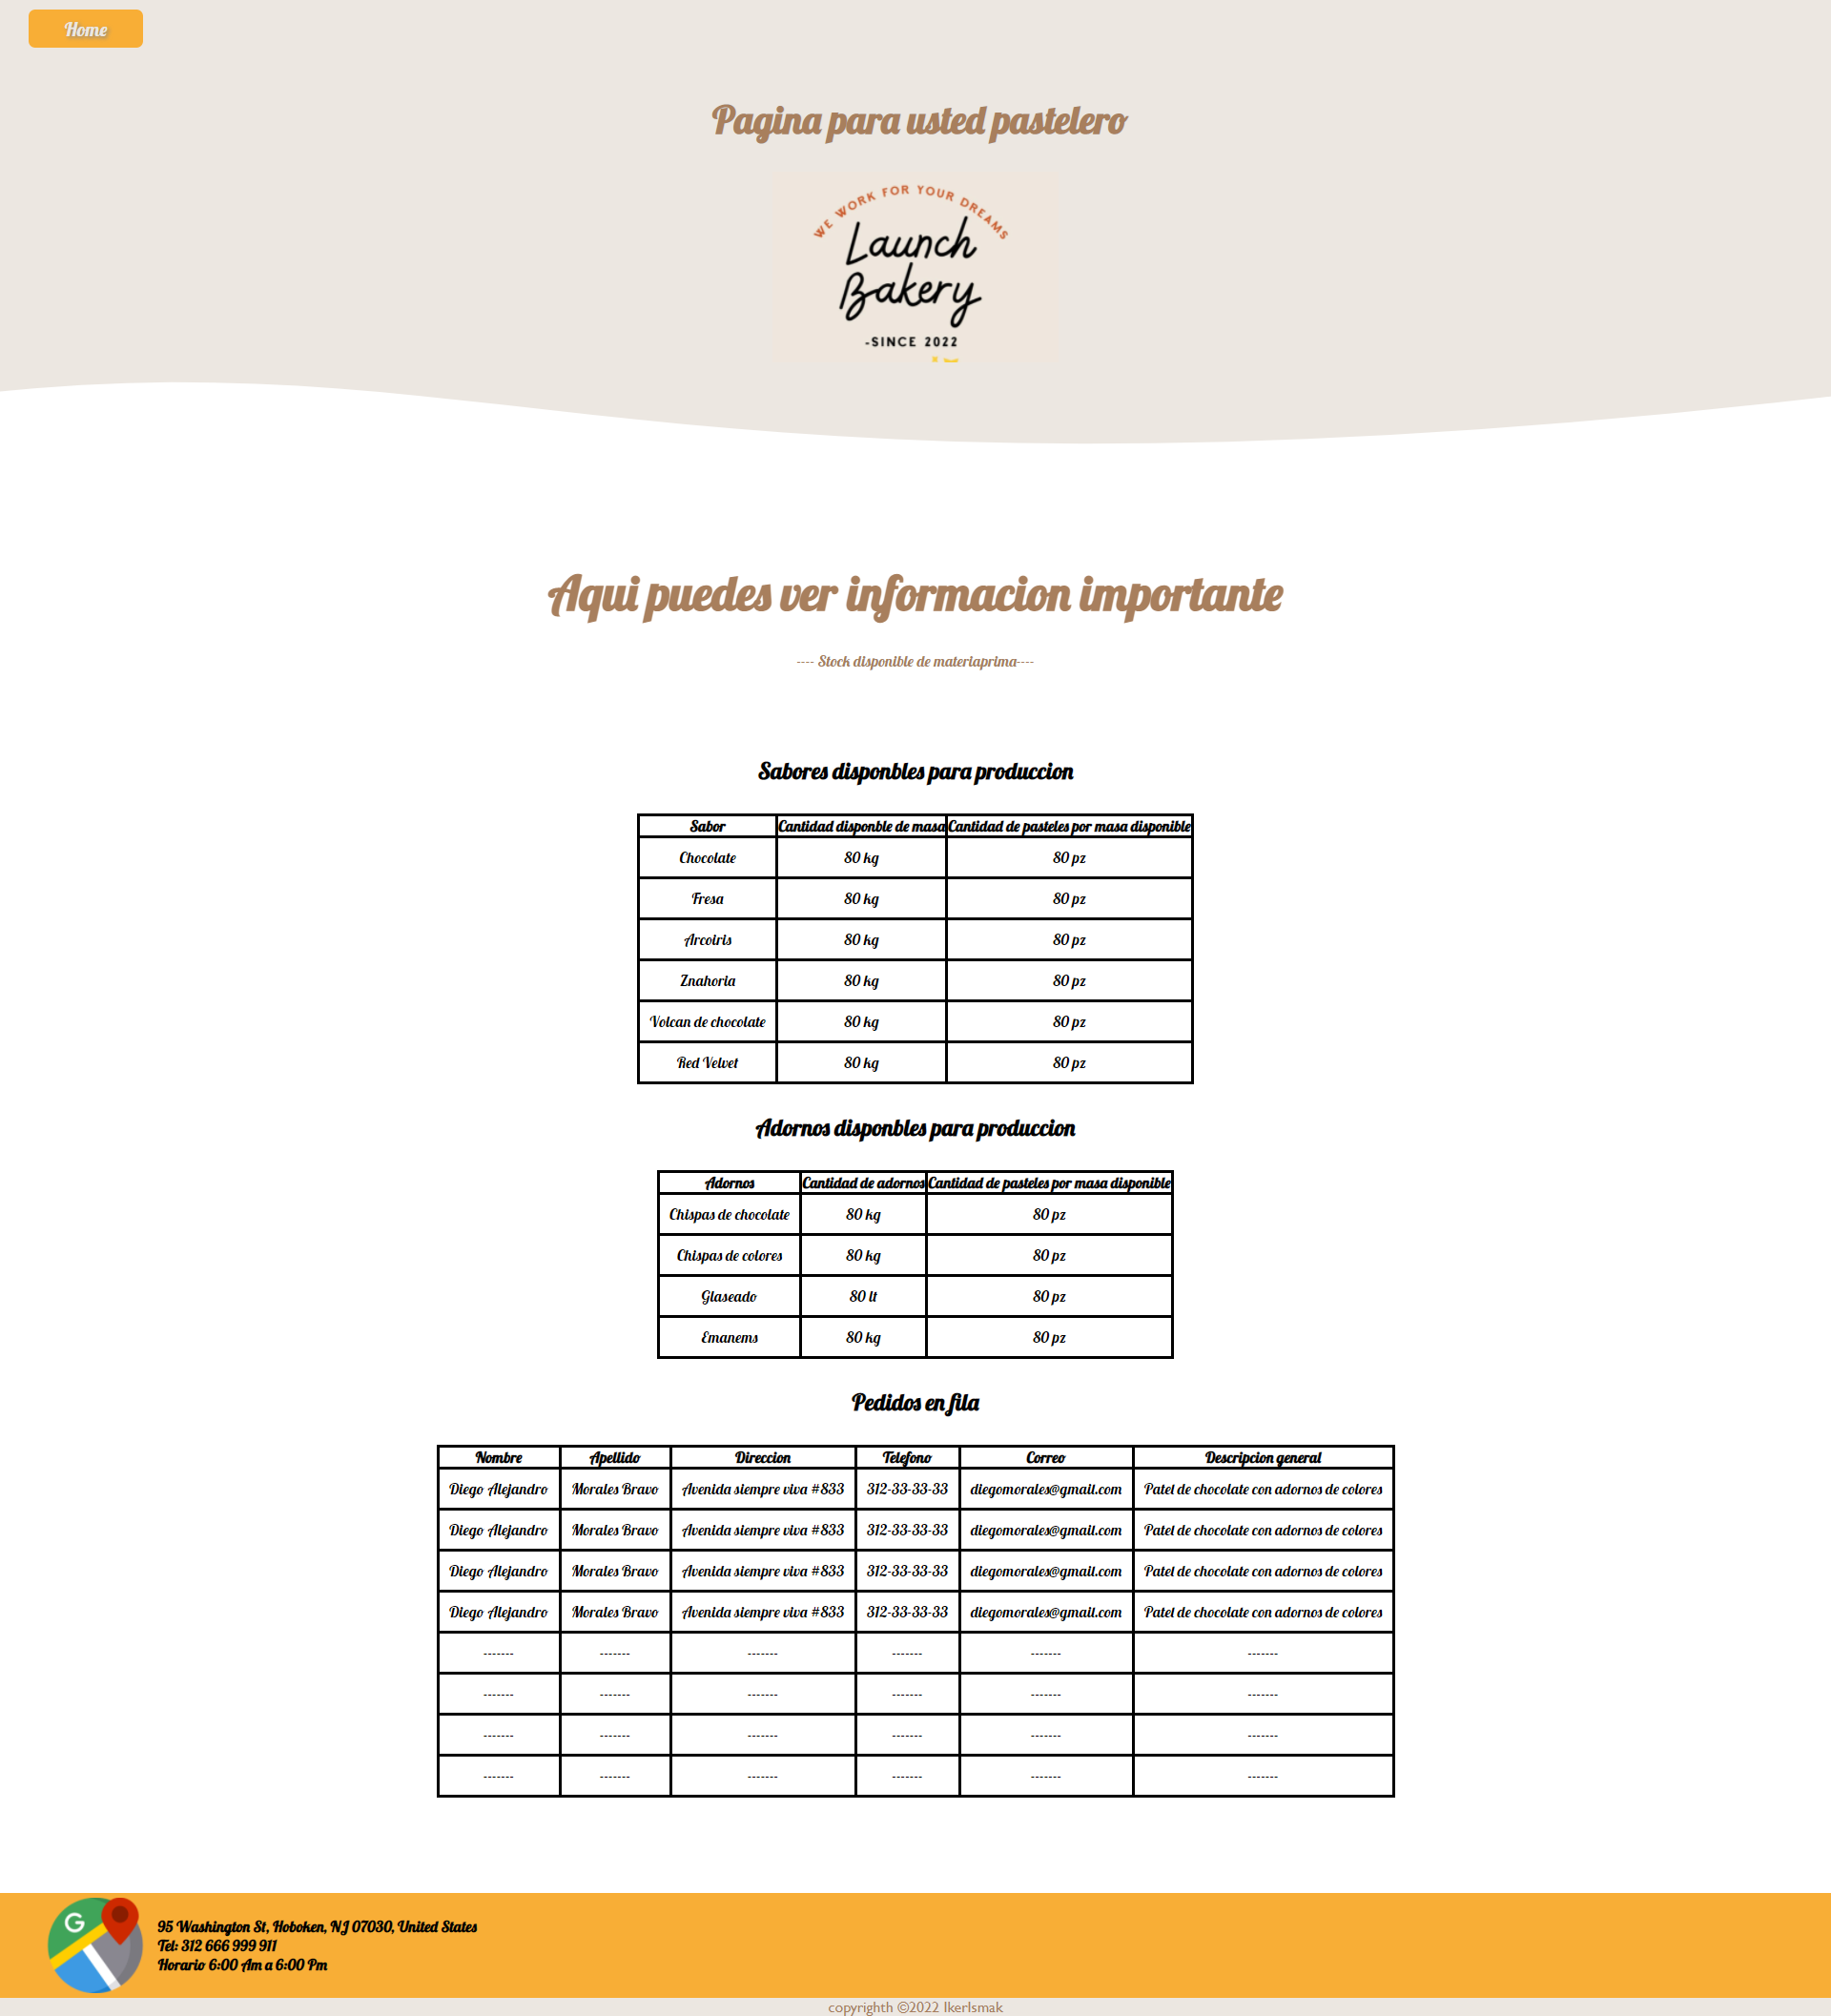 Home
Pagina para usted pastelero
WE WORK FOR YOUR DREAMS
Launch
Bakery
-SINCE 2022
Aqui puedes ver informacion importante
---- Stock disponible de materiaprima----
Sabores disponbles para produccion
Sabor Cantidad disponble de masa Cantidad de pasteles por masa disponible
Chocolate 80 kg 80 pz
Fresa 80 kg 80 pz
Arcoiris 80 kg 80 pz
Znahoria 80 kg 80 pz
Volcan de chocolate 80 kg 80 pz
Red Velvet 80 kg 80 pz
Adornos disponbles para produccion
Adornos Cantidad de adornos Cantidad de pasteles por masa disponible
Chispas de chocolate 80 kg 80 pz
Chispas de colores 80 kg 80 pz
Glaseado 80 lt 80 pz
Emanems 80 kg 80 pz
Pedidos en fila
Nombre Apellido Direccion Telefono Correo Descripcion general
Diego Alejandro Morales Bravo Avenida siempre viva #833 312-33-33-33 diegomorales@gmail.com Patel de chocolate con adornos de colores
Diego Alejandro Morales Bravo Avenida siempre viva #833 312-33-33-33 diegomorales@gmail.com Patel de chocolate con adornos de colores
Diego Alejandro Morales Bravo Avenida siempre viva #833 312-33-33-33 diegomorales@gmail.com Patel de chocolate con adornos de colores
Diego Alejandro Morales Bravo Avenida siempre viva #833 312-33-33-33 diegomorales@gmail.com Patel de chocolate con adornos de colores
------- ------- ------- ------- ------- -------
------- ------- ------- ------- ------- -------
------- ------- ------- ------- ------- -------
------- ------- ------- ------- ------- -------
G
95 Washington St, Hoboken, NJ 07030, United States
Tel: 312 666 999 911
Horario 6:00 Am a 6:00 Pm
copyrighth ©2022 IkerIsmak